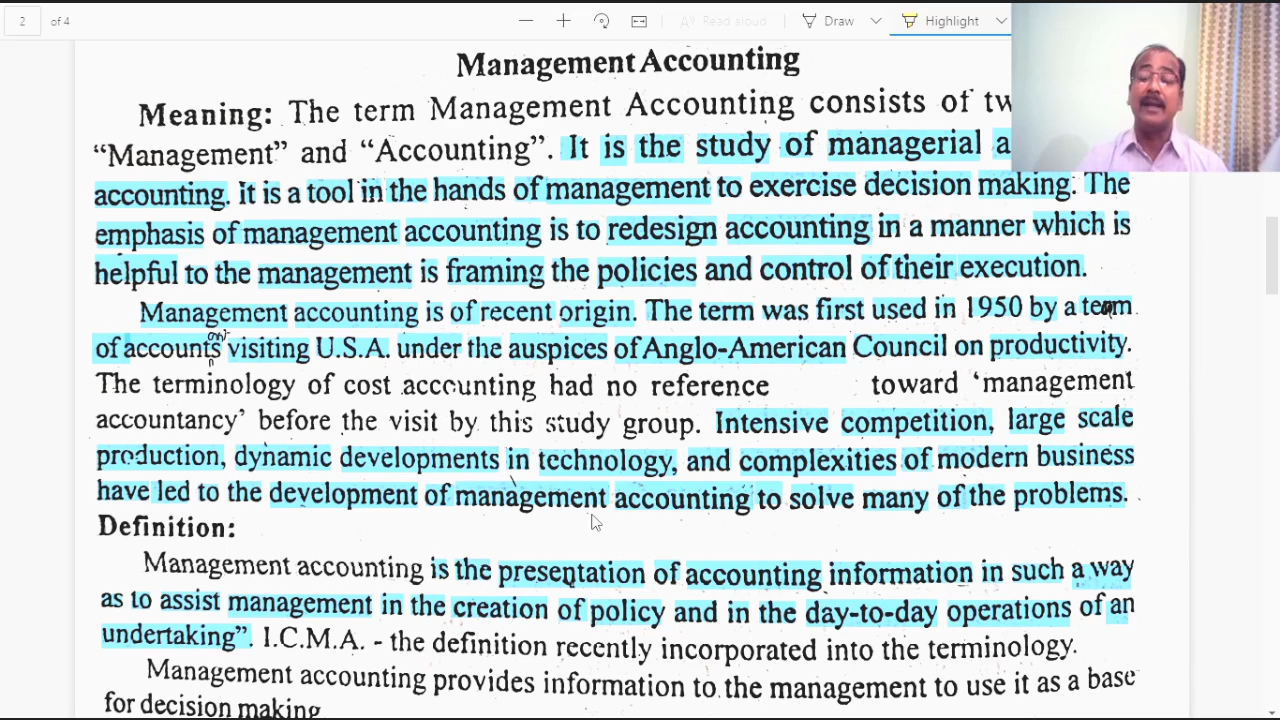 2 of 4
Read aloud
Draw
Highlight
Management Accounting
Meaning: The term Management Accounting consists of
"Management" and "Accounting". It is the study of managerial
accounting. It is a tool in the hands of management to exercise decision making. The
emphasis of management accounting is to redesign accounting in a manner which is
helpful to the management is framing the policies and control of their execution.
Management accounting is of recent origin. The term was first used in 1950 by a team
of accounts visiting U.S.A. under the auspices of Anglo-American Council on productivity.
The terminology of cost accounting had no reference toward 'management
accountancy' before the visit by this study group. Intensive competition, large scale
production, dynamic developments in technology, and complexities of modern business
have led to the development of management accounting to solve many of the problems.
Definition:
Management accounting is the presentation of accounting information in such a way
as to assist management in the creation of policy and in the day-to-day operations of an
undertaking". I.C.M.A. - the definition recently incorporated into the terminology.
Management accounting provides information to the management to use it as a base
for decision making